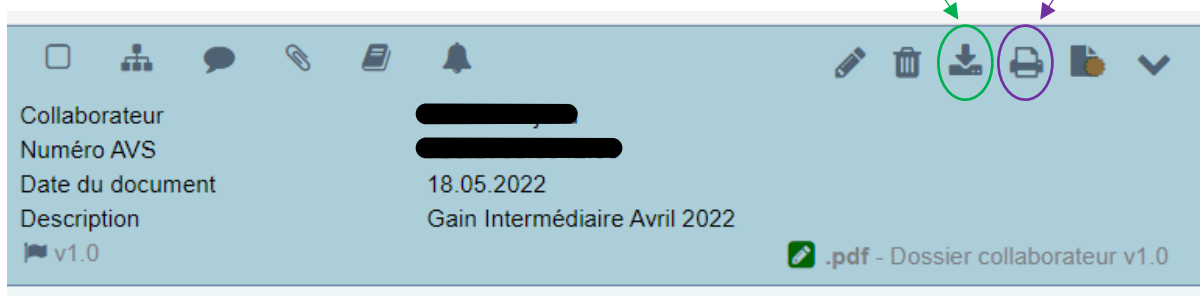 Collaborateur
Numéro AVS
Date du document 18.05.2022
Description Gain Intermédiaire Avril 2022
v1.0 .pdf - Dossier collaborateur v1.0